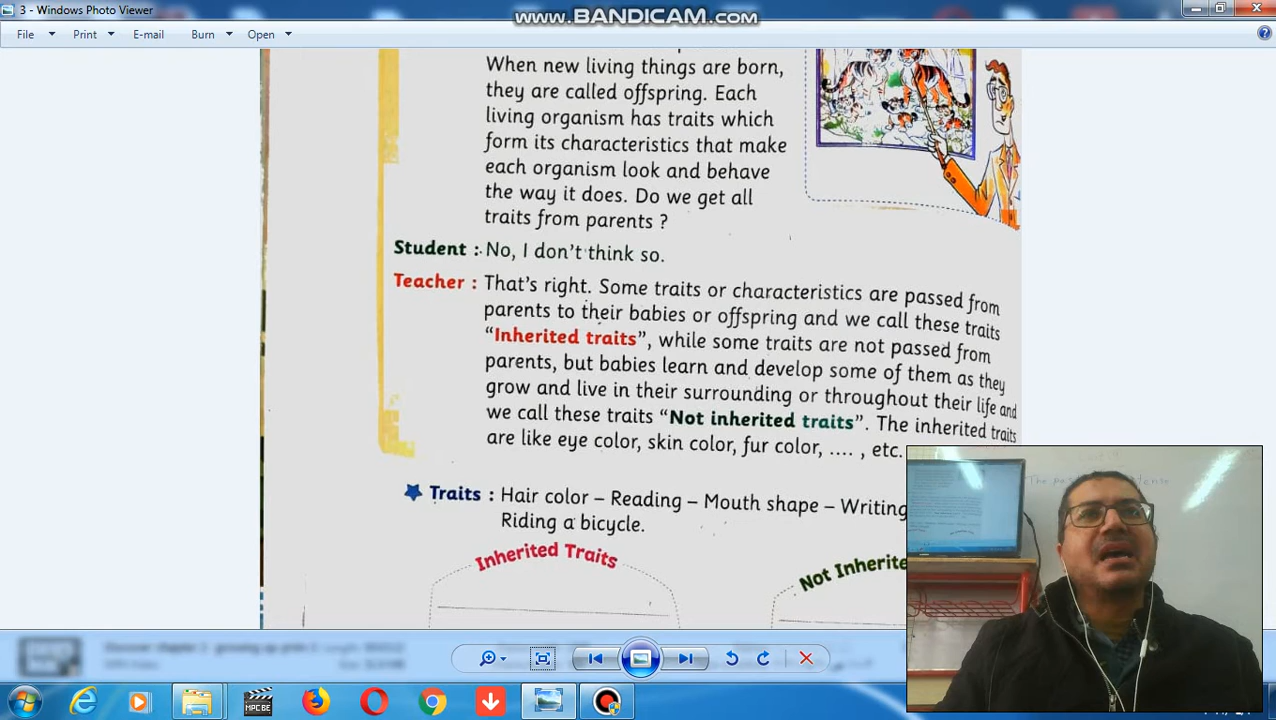 3 - Windows Photo Viewer
www.BANDICAM.com
File Print E-mail Burn Open
When new living things are born,
they are called offspring. Each
living organism has traits which
form its characteristics that make
each organism look and behave
the way it does. Do we get all
traits from parents ?
Student : No, I don't think so.
Teacher : That's right. Some traits or characteristics are passed from
parents to their babies or offspring and we call these traits
"Inherited traits", while some traits are not passed from
parents, but babies learn and develop some of them as they
grow and live in their surrounding or throughout their life and
we call these traits "Not inherited traits". The inherited traits
are like eye color, skin color, fur color, .... , etc.
Traits : Hair color – Reading – Mouth shape – Writing
Riding a bicycle.
Inherited Traits
Not Inherite
MPC BE